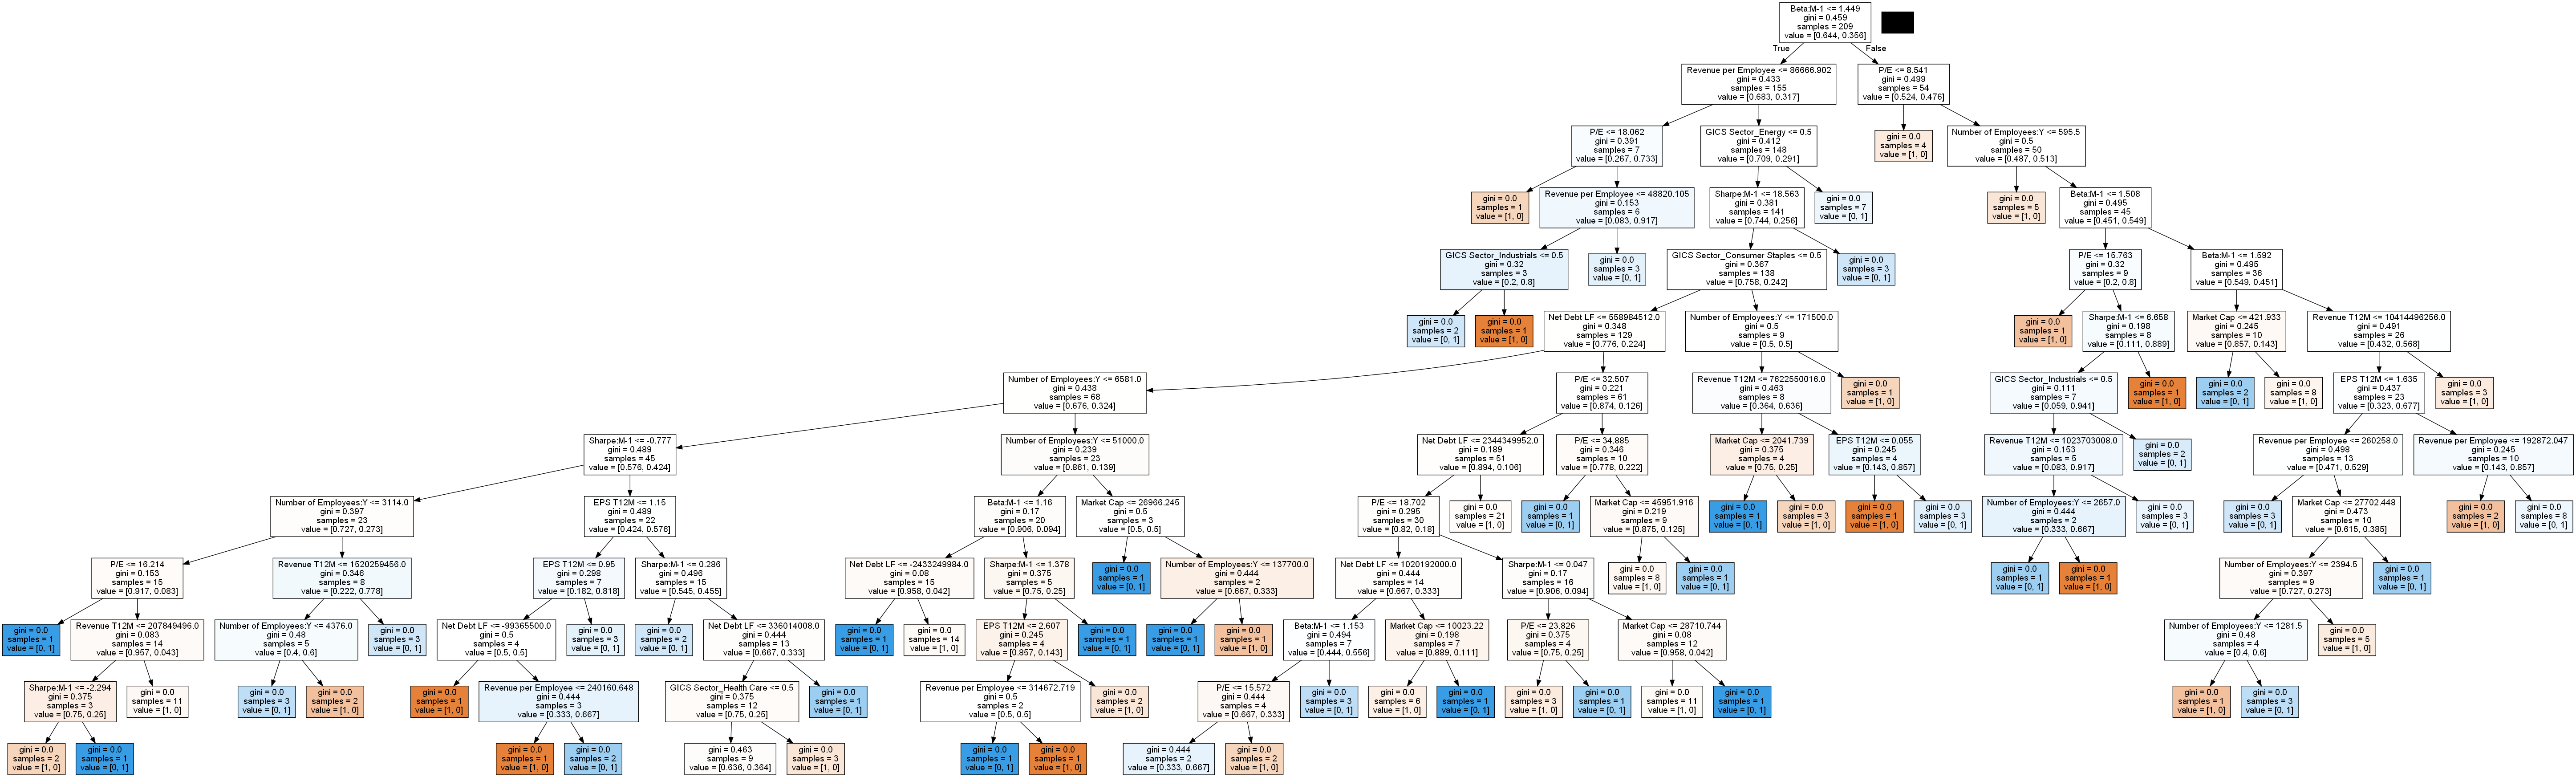 Beta:M-1 <= 1.449
gini = 0.459
samples = 209
value = [0.644, 0.356]
True
False
Revenue per Employee <= 86666.902
gini = 0.433
samples = 155
value = [0.683, 0.317]
P/E <= 8.541
gini = 0.499
samples = 54
value = [0.524, 0.476]
P/E <= 18.062
gini = 0.391
samples = 7
value = [0.267, 0.733]
GICS Sector_Energy <= 0.5
gini = 0.412
samples = 148
value = [0.709, 0.291]
gini = 0.0
samples = 4
value = [1, 0]
Number of Employees:Y <= 595.5
gini = 0.5
samples = 50
value = [0.487, 0.513]
gini = 0.0
samples = 1
value = [1, 0]
Revenue per Employee <= 48820.105
gini = 0.153
samples = 6
value = [0.083, 0.917]
Sharpe:M-1 <= 18.563
gini = 0.381
samples = 141
value = [0.744, 0.256]
gini = 0.0
samples = 7
value = [0, 1]
gini = 0.0
samples = 5
value = [1, 0]
Beta:M-1 <= 1.508
gini = 0.495
samples = 45
value = [0.451, 0.549]
GICS Sector_Industrials <= 0.5
gini = 0.32
samples = 3
value = [0.2, 0.8]
gini = 0.0
samples = 3
value = [0, 1]
GICS Sector_Consumer Staples <= 0.5
gini = 0.367
samples = 138
value = [0.758, 0.242]
gini = 0.0
samples = 3
value = [0, 1]
P/E <= 15.763
gini = 0.32
samples = 9
value = [0.2, 0.8]
Beta:M-1 <= 1.592
gini = 0.495
samples = 36
value = [0.549, 0.451]
gini = 0.0
samples = 2
value = [0, 1]
gini = 0.0
samples = 1
value = [1, 0]
Net Debt LF <= 558984512.0
gini = 0.348
samples = 129
value = [0.776, 0.224]
Number of Employees:Y <= 171500.0
gini = 0.5
samples = 9
value = [0.5, 0.5]
gini = 0.0
samples = 1
value = [1, 0]
Sharpe:M-1 <= 6.658
gini = 0.198
samples = 8
value = [0.111, 0.889]
Market Cap <= 421.933
gini = 0.245
samples = 10
value = [0.857, 0.143]
Revenue T12M <= 10414496256.0
gini = 0.491
samples = 26
value = [0.432, 0.568]
Number of Employees:Y <= 6581.0
gini = 0.438
samples = 68
value = [0.676, 0.324]
P/E <= 32.507
gini = 0.221
samples = 61
value = [0.874, 0.126]
Revenue T12M <= 7622550016.0
gini = 0.463
samples = 8
value = [0.364, 0.636]
gini = 0.0
samples = 1
value = [1, 0]
GICS Sector_Industrials <= 0.5
gini = 0.111
samples = 7
value = [0.059, 0.941]
gini = 0.0
samples = 1
value = [1, 0]
gini = 0.0
samples = 2
value = [0, 1]
gini = 0.0
samples = 8
value = [1, 0]
EPS T12M <= 1.635
gini = 0.437
samples = 23
value = [0.323, 0.677]
gini = 0.0
samples = 3
value = [1, 0]
Sharpe:M-1 <= -0.777
gini = 0.489
samples = 45
value = [0.576, 0.424]
Number of Employees:Y <= 51000.0
gini = 0.239
samples = 23
value = [0.861, 0.139]
Net Debt LF <= 2344349952.0
gini = 0.189
samples = 51
value = [0.894, 0.106]
P/E <= 34.885
gini = 0.346
samples = 10
value = [0.778, 0.222]
Market Cap <= 2041.739
gini = 0.375
samples = 4
value = [0.75, 0.25]
EPS T12M <= 0.055
gini = 0.245
samples = 4
value = [0.143, 0.857]
Revenue T12M <= 1023703008.0
gini = 0.153
samples = 5
value = [0.083, 0.917]
gini = 0.0
samples = 2
value = [0, 1]
Revenue per Employee <= 260258.0
gini = 0.498
samples = 13
value = [0.471, 0.529]
Revenue per Employee <= 192872.047
gini = 0.245
samples = 10
value = [0.143, 0.857]
Number of Employees:Y <= 3114.0
gini = 0.397
samples = 23
value = [0.727, 0.273]
EPS T12M <= 1.15
gini = 0.489
samples = 22
value = [0.424, 0.576]
Beta:M-1 <= 1.16
gini = 0.17
samples = 20
value = [0.906, 0.094]
Market Cap <= 26966.245
gini = 0.5
samples = 3
value = [0.5, 0.5]
P/E <= 18.702
gini = 0.295
samples = 30
value = [0.82, 0.18]
gini = 0.0
samples = 21
value = [1, 0]
gini = 0.0
samples = 1
value = [0, 1]
Market Cap <= 45951.916
gini = 0.219
samples = 9
value = [0.875, 0.125]
gini = 0.0
samples = 1
value = [0, 1]
gini = 0.0
samples = 3
value = [1, 0]
gini = 0.0
samples = 1
value = [1, 0]
gini = 0.0
samples = 3
value = [0, 1]
Number of Employees:Y <= 2657.0
gini = 0.444
samples = 2
value = [0.333, 0.667]
gini = 0.0
samples = 3
value = [0, 1]
gini = 0.0
samples = 3
value = [0, 1]
Market Cap <= 27702.448
gini = 0.473
samples = 10
value = [0.615, 0.385]
gini = 0.0
samples = 2
value = [1, 0]
gini = 0.0
samples = 8
value = [0, 1]
P/E <= 16.214
gini = 0.153
samples = 15
value = [0.917, 0.083]
Revenue T12M <= 1520259456.0
gini = 0.346
samples = 8
value = [0.222, 0.778]
EPS T12M <= 0.95
gini = 0.298
samples = 7
value = [0.182, 0.818]
Sharpe:M-1 <= 0.286
gini = 0.496
samples = 15
value = [0.545, 0.455]
Net Debt LF <= -2433249984.0
gini = 0.08
samples = 15
value = [0.958, 0.042]
Sharpe:M-1 <= 1.378
gini = 0.375
samples = 5
value = [0.75, 0.25]
gini = 0.0
samples = 1
value = [0, 1]
Number of Employees:Y <= 137700.0
gini = 0.444
samples = 2
value = [0.667, 0.333]
Net Debt LF <= 1020192000.0
gini = 0.444
samples = 14
value = [0.667, 0.333]
Sharpe:M-1 <= 0.047
gini = 0.17
samples = 16
value = [0.906, 0.094]
gini = 0.0
samples = 8
value = [1, 0]
gini = 0.0
samples = 1
value = [0, 1]
gini = 0.0
samples = 1
value = [0, 1]
gini = 0.0
samples = 1
value = [1, 0]
Number of Employees:Y <= 2394.5
gini = 0.397
samples = 9
value = [0.727, 0.273]
gini = 0.0
samples = 1
value = [0, 1]
gini = 0.0
samples = 1
value = [0, 1]
Revenue T12M <= 207849496.0
gini = 0.083
samples = 14
value = [0.957, 0.043]
Number of Employees:Y <= 4376.0
gini = 0.48
samples = 5
value = [0.4, 0.6]
gini = 0.0
samples = 3
value = [0, 1]
Net Debt LF <= -99365500.0
gini = 0.5
samples = 4
value = [0.5, 0.5]
gini = 0.0
samples = 3
value = [0, 1]
gini = 0.0
samples = 2
value = [0, 1]
Net Debt LF <= 336014008.0
gini = 0.444
samples = 13
value = [0.667, 0.333]
gini = 0.0
samples = 1
value = [0, 1]
gini = 0.0
samples = 14
value = [1, 0]
EPS T12M <= 2.607
gini = 0.245
samples = 4
value = [0.857, 0.143]
gini = 0.0
samples = 1
value = [0, 1]
gini = 0.0
samples = 1
value = [0, 1]
gini = 0.0
samples = 1
value = [1, 0]
Beta:M-1 <= 1.153
gini = 0.494
samples = 7
value = [0.444, 0.556]
Market Cap <= 10023.22
gini = 0.198
samples = 7
value = [0.889, 0.111]
P/E <= 23.826
gini = 0.375
samples = 4
value = [0.75, 0.25]
Market Cap <= 28710.744
gini = 0.08
samples = 12
value = [0.958, 0.042]
Number of Employees:Y <= 1281.5
gini = 0.48
samples = 4
value = [0.4, 0.6]
gini = 0.0
samples = 5
value = [1, 0]
Sharpe:M-1 <= -2.294
gini = 0.375
samples = 3
value = [0.75, 0.25]
gini = 0.0
samples = 11
value = [1, 0]
gini = 0.0
samples = 3
value = [0, 1]
gini = 0.0
samples = 2
value = [1, 0]
gini = 0.0
samples = 1
value = [1, 0]
Revenue per Employee <= 240160.648
gini = 0.444
samples = 3
value = [0.333, 0.667]
GICS Sector_Health Care <= 0.5
gini = 0.375
samples = 12
value = [0.75, 0.25]
gini = 0.0
samples = 1
value = [0, 1]
Revenue per Employee <= 314672.719
gini = 0.5
samples = 2
value = [0.5, 0.5]
gini = 0.0
samples = 2
value = [1, 0]
P/E <= 15.572
gini = 0.444
samples = 4
value = [0.667, 0.333]
gini = 0.0
samples = 3
value = [0, 1]
gini = 0.0
samples = 6
value = [1, 0]
gini = 0.0
samples = 1
value = [0, 1]
gini = 0.0
samples = 3
value = [1, 0]
gini = 0.0
samples = 1
value = [0, 1]
gini = 0.0
samples = 11
value = [1, 0]
gini = 0.0
samples = 1
value = [0, 1]
gini = 0.0
samples = 1
value = [1, 0]
gini = 0.0
samples = 3
value = [0, 1]
gini = 0.0
samples = 2
value = [1, 0]
gini = 0.0
samples = 1
value = [0, 1]
gini = 0.0
samples = 1
value = [1, 0]
gini = 0.0
samples = 2
value = [0, 1]
gini = 0.463
samples = 9
value = [0.636, 0.364]
gini = 0.0
samples = 3
value = [1, 0]
gini = 0.0
samples = 1
value = [0, 1]
gini = 0.0
samples = 1
value = [1, 0]
gini = 0.444
samples = 2
value = [0.333, 0.667]
gini = 0.0
samples = 2
value = [1, 0]